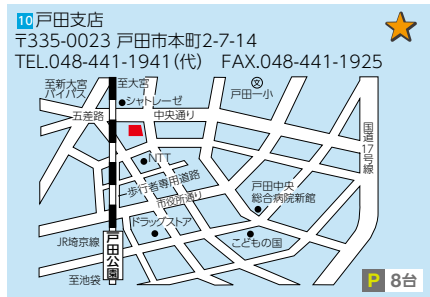 10 戸田支店
〒335-0023 戸田市本町2-7-14
TEL.048-441-1941(代) FAX.048-441-1925
至新大宮
バイパス
至大宮
文
戸田一小
シャトレーゼ
五差路
中央通り
国道17号線
NTT
歩行者専用道路
市役所通り
戸田中央
総合病院新館
ドラッグストア
JR埼京線
戸田公園
こどもの国
至池袋
P 8台